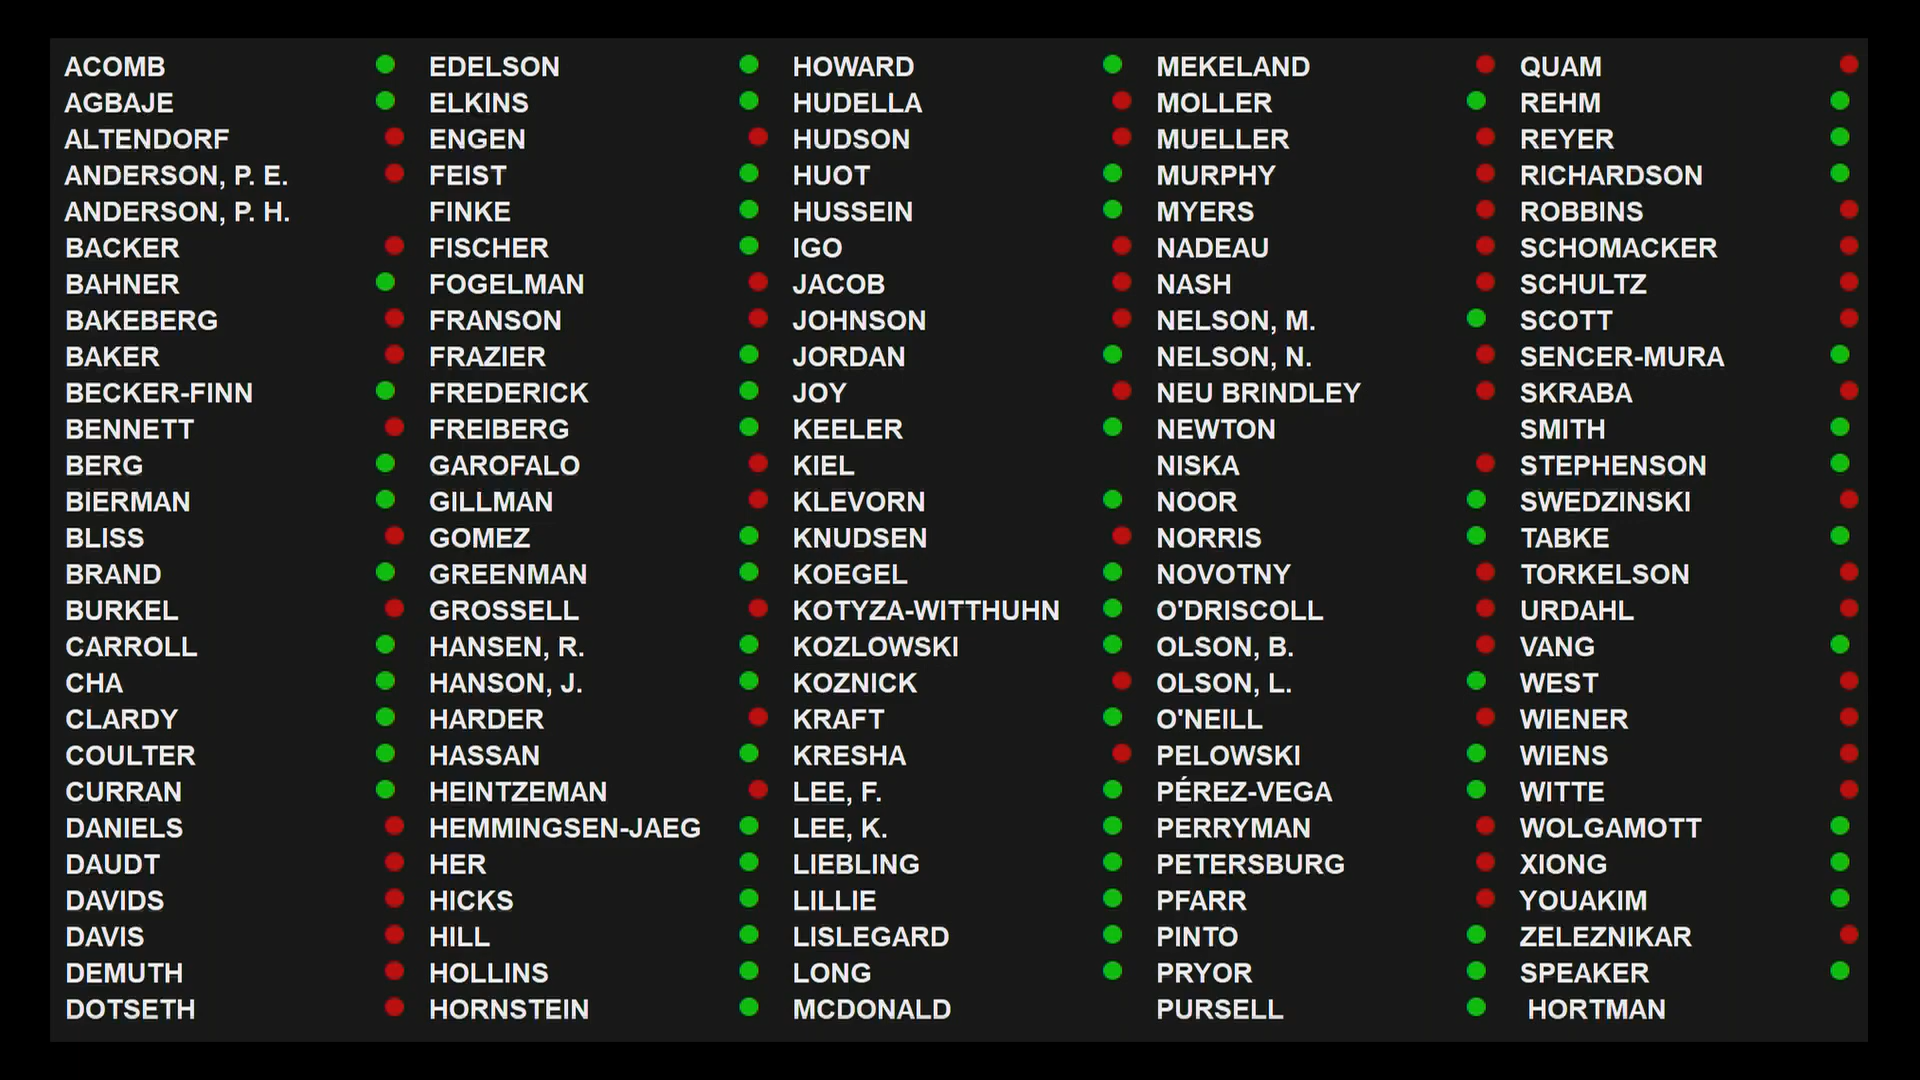 ACOMB
AGBAJE
ALTENDORF
ANDERSON, P. E.
ANDERSON, P. H.
BACKER
BAHNER
BAKEBERG
BAKER
BECKER-FINN
BENNETT
BERG
BIERMAN
BLISS
BRAND
BURKEL
CARROLL
CHA
CLARDY
COULTER
CURRAN
DANIELS
DAUDT
DAVIDS
DAVIS
DEMUTH
DOTSETH
EDELSON
ELKINS
ENGEN
FEIST
FINKE
FISCHER
FOGELMAN
FRANSON
FRAZIER
FREDERICK
FREIBERG
GAROFALO
GILLMAN
GOMEZ
GREENMAN
GROSSELL
HANSEN, R.
HANSON, J.
HARDER
HASSAN
HEINTZEMAN
HEMMINGSEN-JAEG
HER
HICKS
HILL
HOLLINS
HORNSTEIN
HOWARD
HUDELLA
HUDSON
HUOT
HUSSEIN
IGO
JACOB
JOHNSON
JORDAN
JOY
KEELER
KIEL
KLEVORN
KNUDSEN
KOEGEL
KOTYZA-WITTHUHN
KOZLOWSKI
KOZNICK
KRAFT
KRESHA
LEE, F.
LEE, K.
LIEBLING
LILLIE
LISLEGARD
LONG
MCDONALD
MEKELAND
MOLLER
MUELLER
MURPHY
MYERS
NADEAU
NASH
NELSON, M.
NELSON, N.
NEU BRINDLEY
NEWTON
NISKA
NOOR
NORRIS
NOVOTNY
O'DRISCOLL
OLSON, B.
OLSON, L.
O'NEILL
PELOWSKI
PÉREZ-VEGA
PERRYMAN
PETERSBURG
PFARR
PINTO
PRYOR
PURSELL
QUAM
REHM
REYER
RICHARDSON
ROBBINS
SCHOMACKER
SCHULTZ
SCOTT
SENCER-MURA
SKRABA
SMITH
STEPHENSON
SWEDZINSKI
TABKE
TORKELSON
URDAHL
VANG
WEST
WIENER
WIENS
WITTE
WOLGAMOTT
XIONG
YOUAKIM
ZELEZNIKAR
SPEAKER
HORTMAN